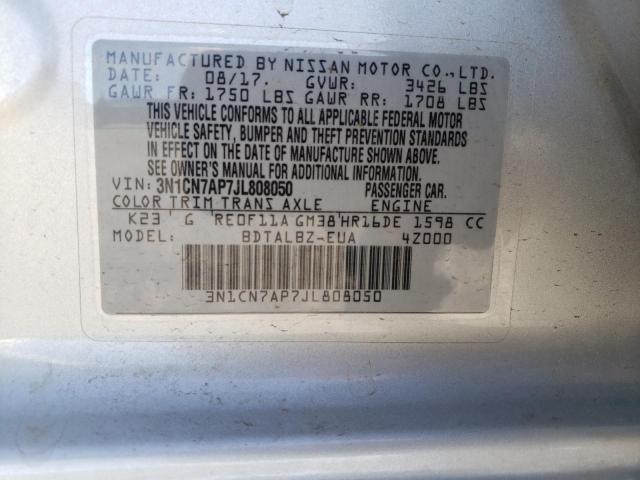 MANUFACTURED BY NISSAN MOTOR CO.,LTD.
DATE: 08/17. GVWR: 3426 LBS
GAWR FR: 1750 LBS GAWR RR: 1708 LBS
THIS VEHICLE CONFORMS TO ALL APPLICABLE FEDERAL MOTOR
VEHICLE SAFETY, BUMPER AND THEFT PREVENTION STANDARDS
IN EFFECT ON THE DATE OF MANUFACTURE SHOWN ABOVE.
SEE OWNER'S MANUAL FOR ADDITIONAL INFORMATION.
VIN: 3N1CN7AP7JL808050 PASSENGER CAR.
COLOR TRIM TRANS AXLE ENGINE
K23 G RE0F11A GM38 HR16DE 1598 CC
MODEL: BDTALBZ-EUA 4Z000
3N1CN7AP7JL808050